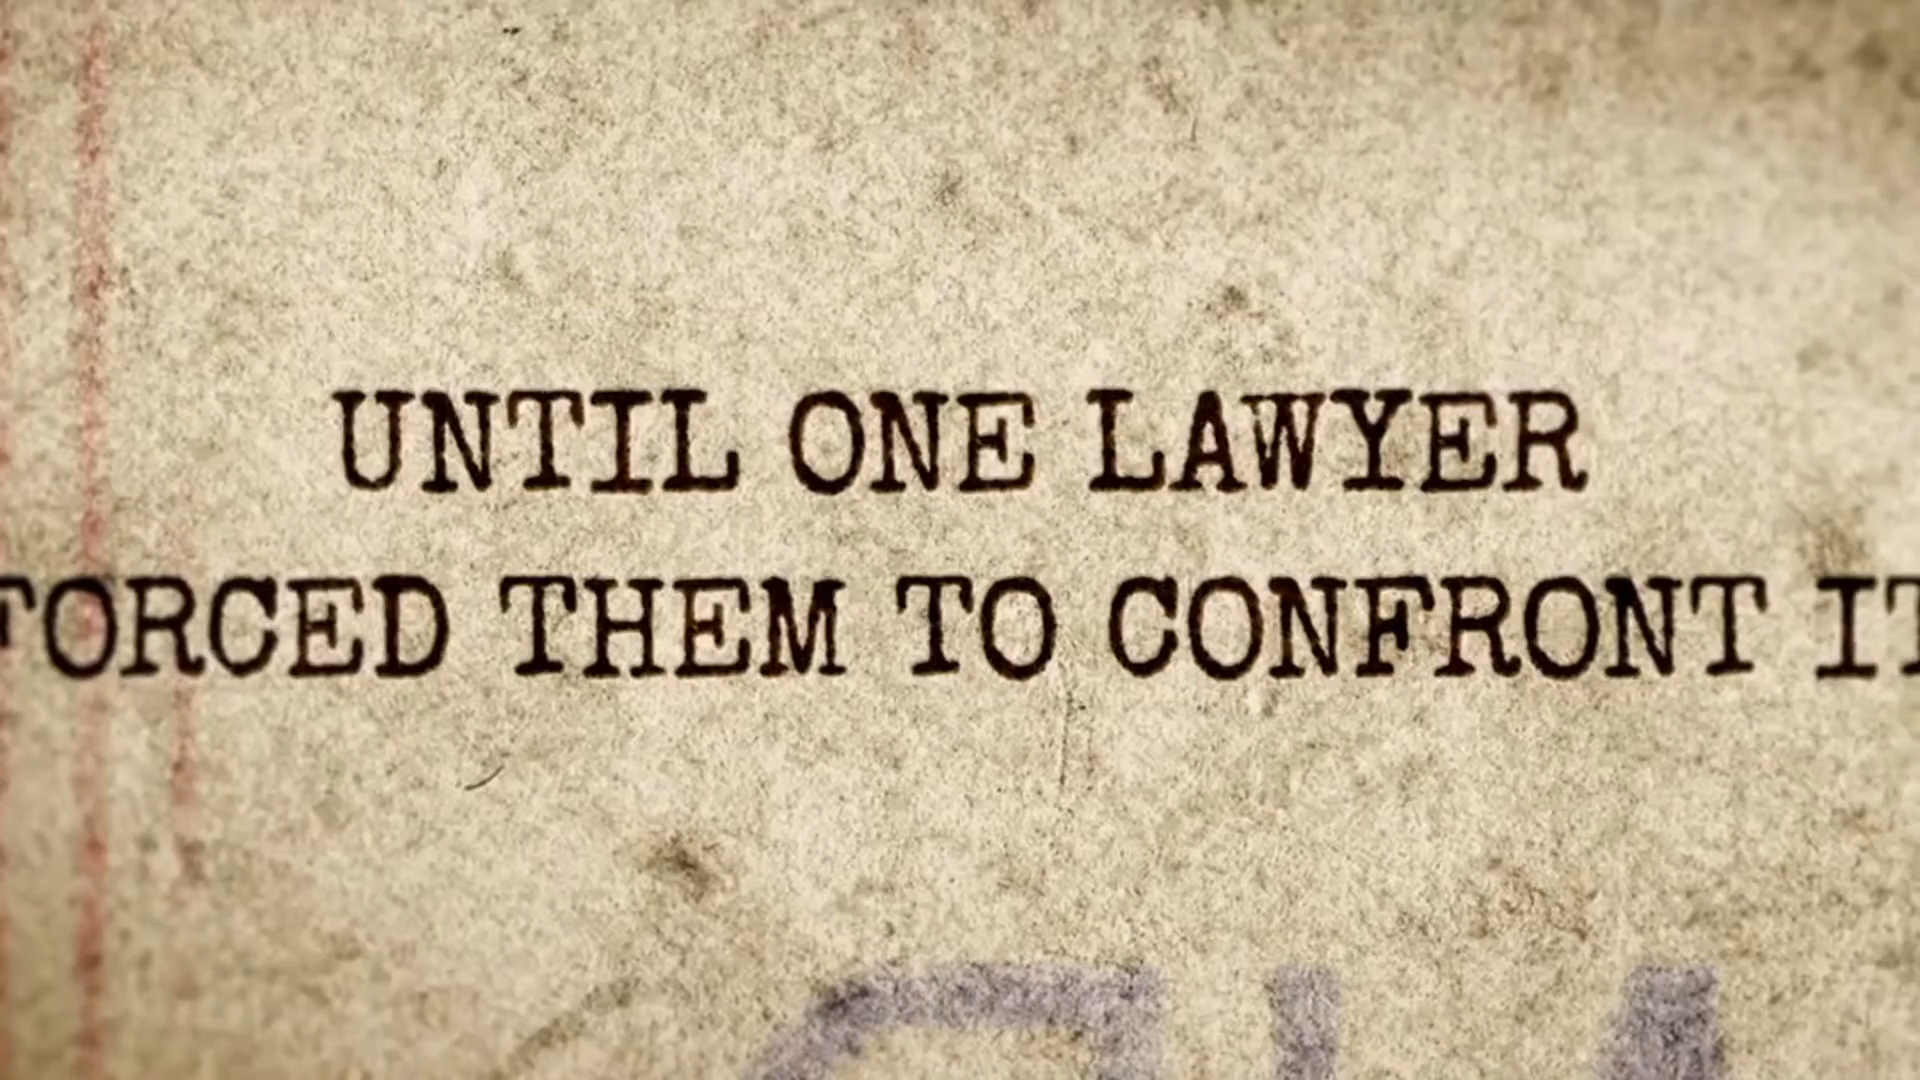 UNTIL ONE LAWYER
FORCED THEM TO CONFRONT IT